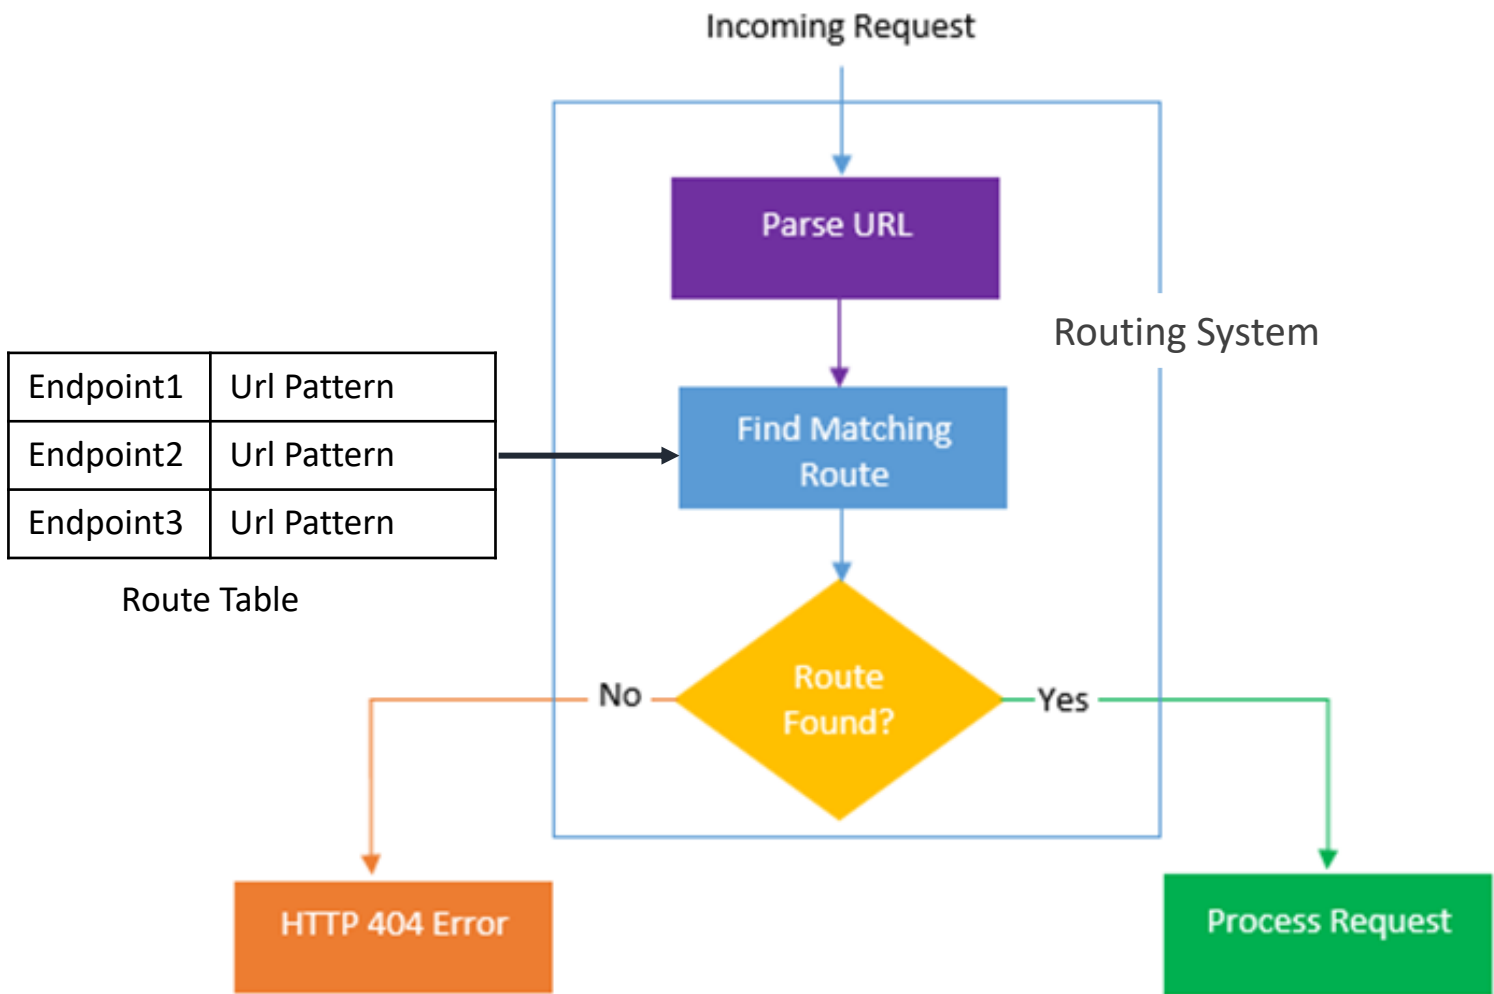 Incoming Request
Parse URL
Routing System
Endpoint1 Url Pattern
Endpoint2 Url Pattern
Endpoint3 Url Pattern
Route Table
Find Matching
Route
Route
Found?
No
Yes
HTTP 404 Error
Process Request